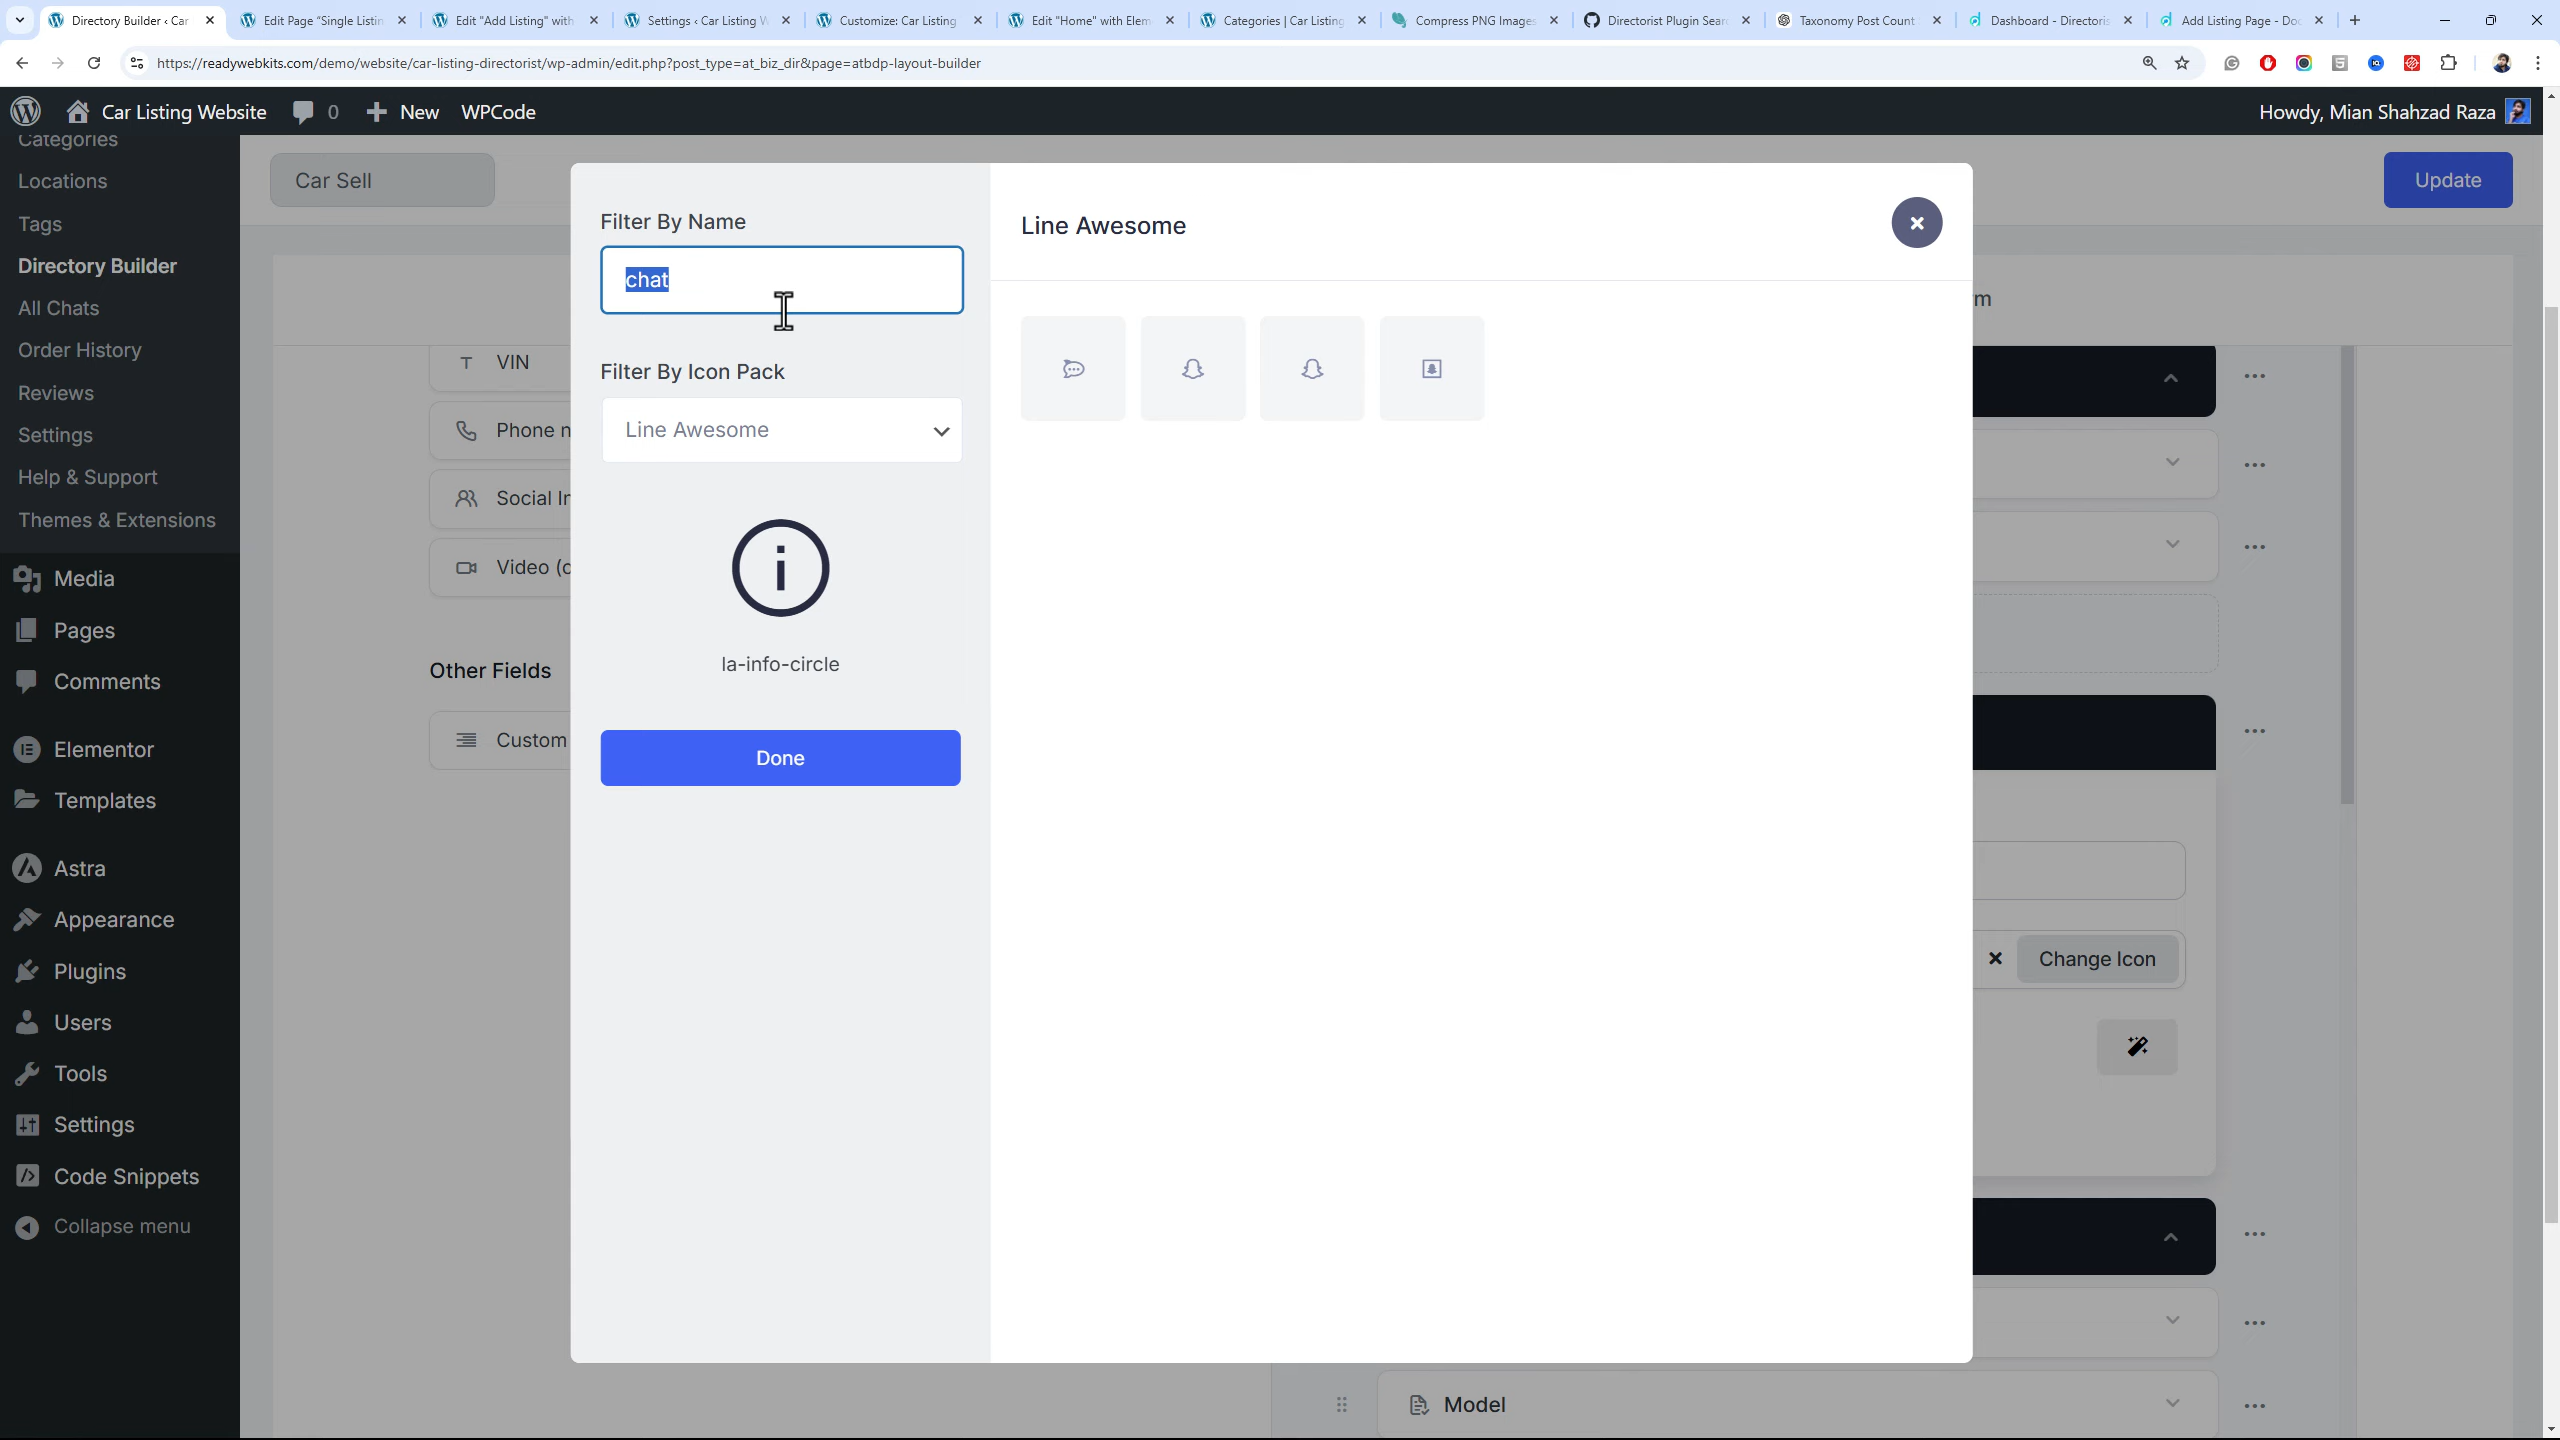 Directory Builder ‹ Car
Edit Page "Single Listin
Edit "Add Listing" with
Settings ‹ Car Listing W
Customize: Car Listing
Edit "Home" with Elem
Categories | Car Listing
Compress PNG Images
Directorist Plugin Sear
Taxonomy Post Count
Dashboard - Directoris
Add Listing Page - Doc
https://readywebkits.com/demo/website/car-listing-directorist/wp-admin/edit.php?post_type=at_biz_dir&page=atbdp-layout-builder
Car Listing Website
0
New
WPCode
Howdy, Mian Shahzad Raza
Categories
Locations
Tags
Directory Builder
All Chats
Order History
Reviews
Settings
Help & Support
Themes & Extensions
Media
Pages
Comments
Elementor
Templates
Astra
Appearance
Plugins
Users
Tools
Settings
Code Snippets
Collapse menu
Car Sell
Update
VIN
Phone n
Social In
Video (o
Other Fields
Custom
Filter By Name
chat
Filter By Icon Pack
Line Awesome
la-info-circle
Done
Line Awesome
m
Change Icon
Model